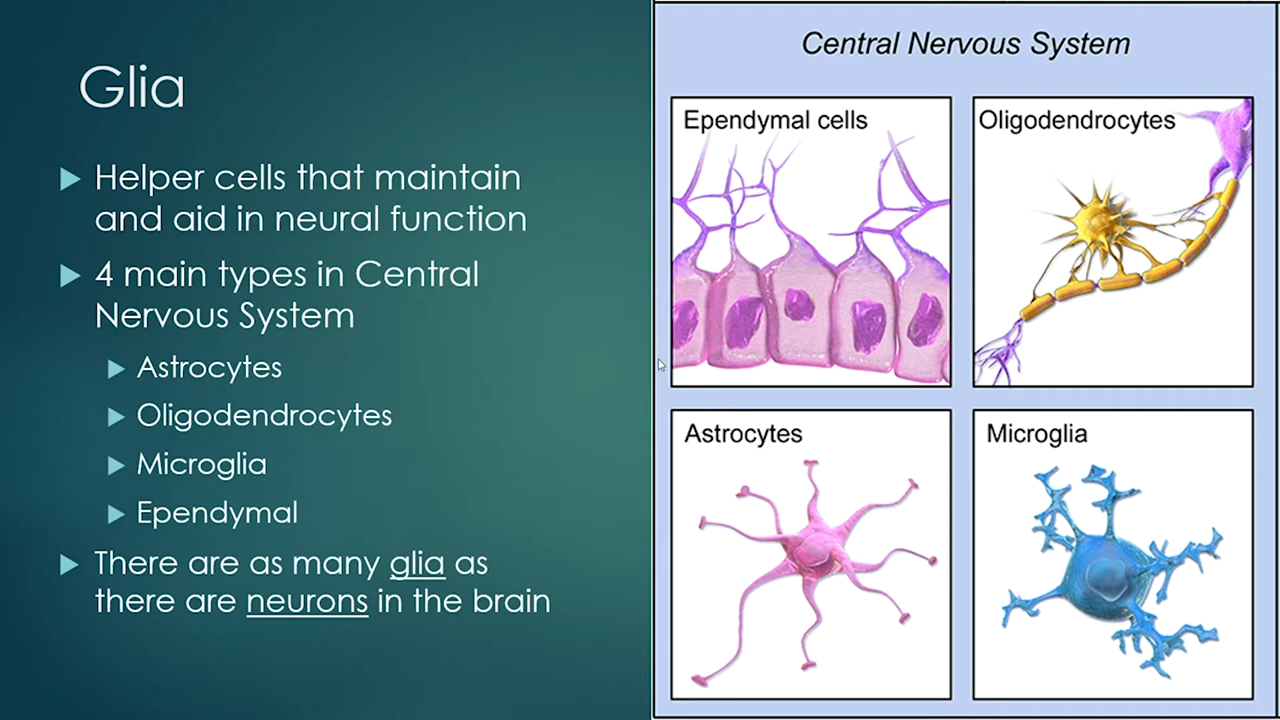 Glia
Helper cells that maintain
and aid in neural function
4 main types in Central
Nervous System
Astrocytes
Oligodendrocytes
Microglia
Ependymal
There are as many glia as
there are neurons in the brain
Central Nervous System
Ependymal cells
Oligodendrocytes
Astrocytes
Microglia